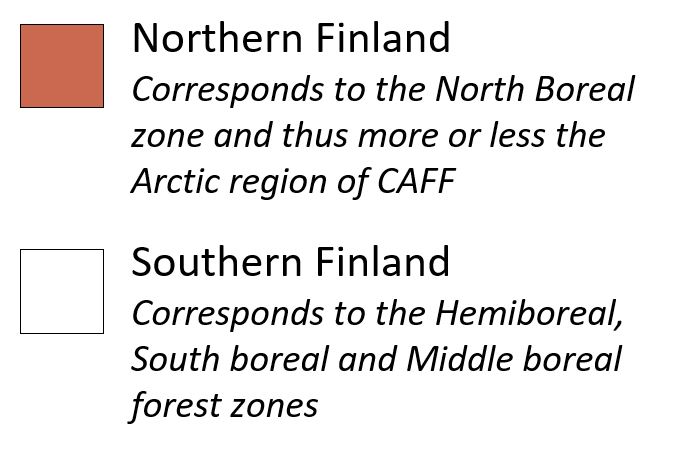 Northern Finland
Corresponds to the North Boreal
zone and thus more or less the
Arctic region of CAFF
Southern Finland
Corresponds to the Hemiboreal,
South boreal and Middle boreal
forest zones